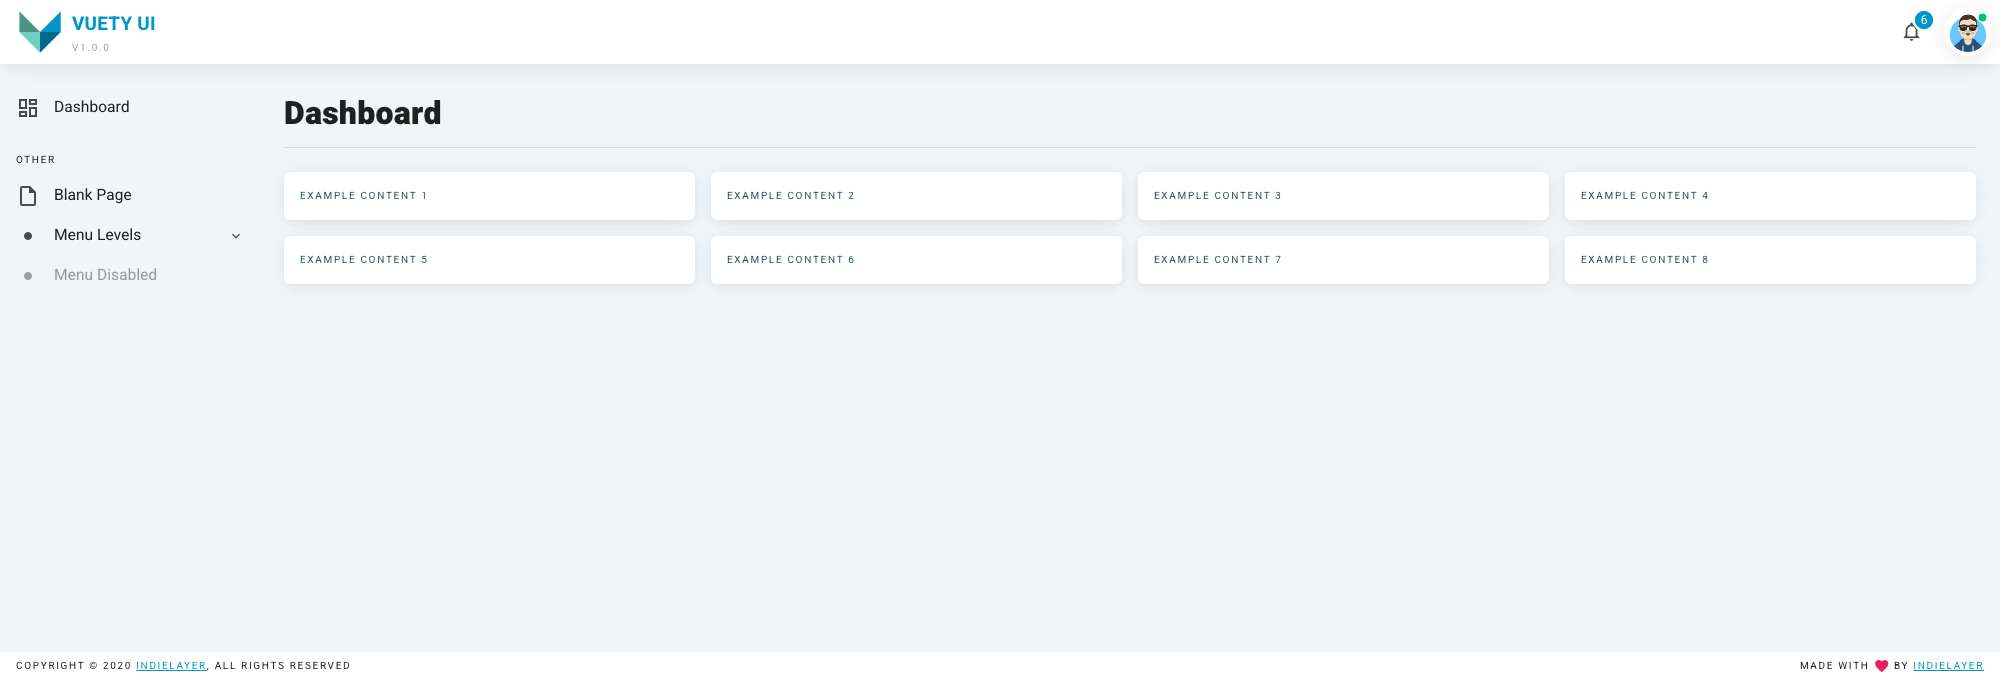 VUETY UI
V1.0.0
6
Dashboard
OTHER
Blank Page
Menu Levels
Menu Disabled
Dashboard
EXAMPLE CONTENT 1
EXAMPLE CONTENT 2
EXAMPLE CONTENT 3
EXAMPLE CONTENT 4
EXAMPLE CONTENT 5
EXAMPLE CONTENT 6
EXAMPLE CONTENT 7
EXAMPLE CONTENT 8
COPYRIGHT © 2020 INDIELAYER, ALL RIGHTS RESERVED
MADE WITH ♥ BY INDIELAYER